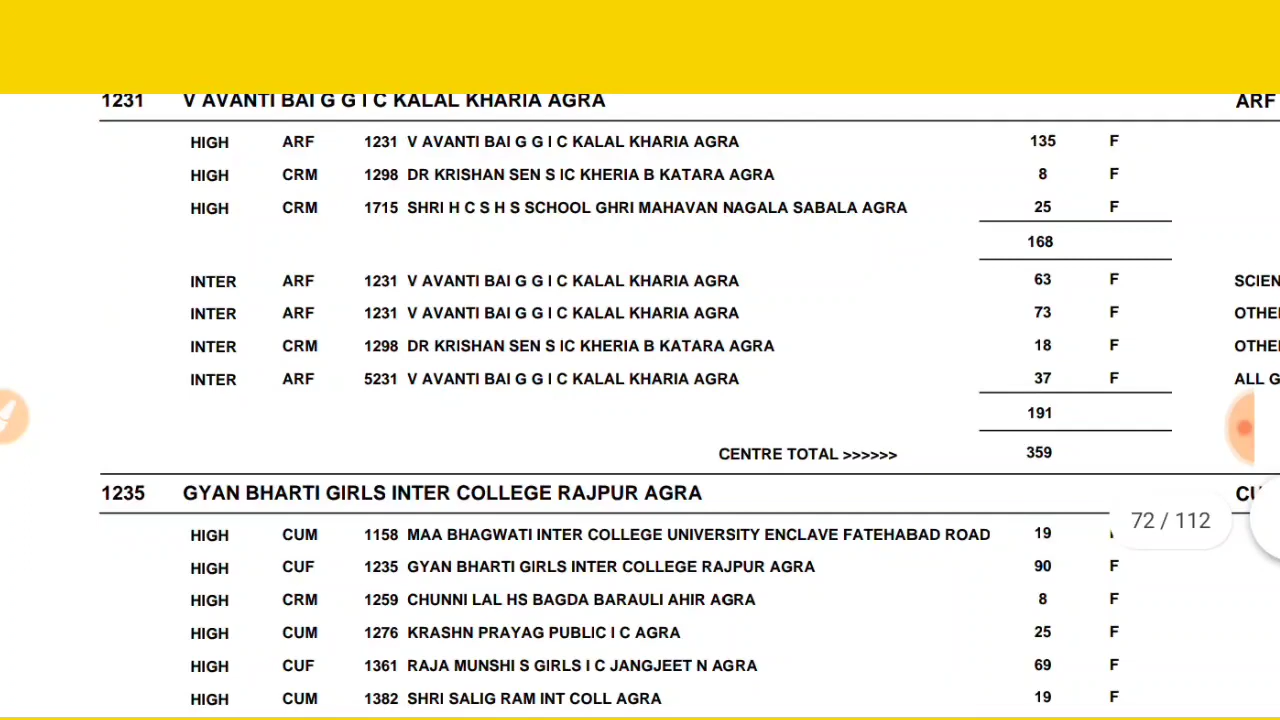 1231 V AVANTI BAI G G I C KALAL KHARIA AGRA ARF
HIGH ARF 1231 V AVANTI BAI G G I C KALAL KHARIA AGRA 135 F
HIGH CRM 1298 DR KRISHAN SEN S IC KHERIA B KATARA AGRA 8 F
HIGH CRM 1715 SHRI H C S H S SCHOOL GHRI MAHAVAN NAGALA SABALA AGRA 25 F
168
INTER ARF 1231 V AVANTI BAI G G I C KALAL KHARIA AGRA 63 F SCIEN
INTER ARF 1231 V AVANTI BAI G G I C KALAL KHARIA AGRA 73 F OTHE
INTER CRM 1298 DR KRISHAN SEN S IC KHERIA B KATARA AGRA 18 F OTHE
INTER ARF 5231 V AVANTI BAI G G I C KALAL KHARIA AGRA 37 F ALL G
191
CENTRE TOTAL >>>>>> 359
1235 GYAN BHARTI GIRLS INTER COLLEGE RAJPUR AGRA CU
72 / 112
HIGH CUM 1158 MAA BHAGWATI INTER COLLEGE UNIVERSITY ENCLAVE FATEHABAD ROAD 19
HIGH CUF 1235 GYAN BHARTI GIRLS INTER COLLEGE RAJPUR AGRA 90 F
HIGH CRM 1259 CHUNNI LAL HS BAGDA BARAULI AHIR AGRA 8 F
HIGH CUM 1276 KRASHN PRAYAG PUBLIC I C AGRA 25 F
HIGH CUF 1361 RAJA MUNSHI S GIRLS I C JANGJEET N AGRA 69 F
HIGH CUM 1382 SHRI SALIG RAM INT COLL AGRA 19 F